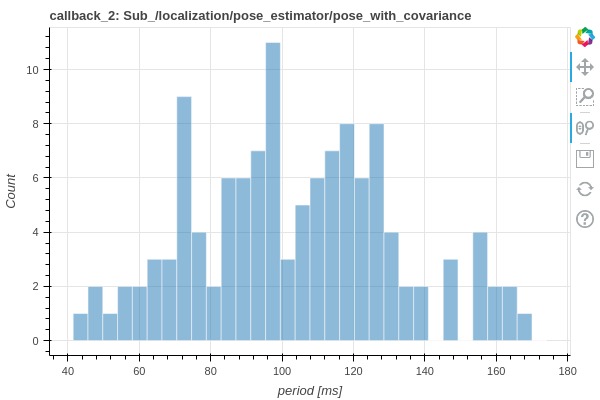 callback_2: Sub_/localization/pose_estimator/pose_with_covariance
10
8
6
4
2
0
Count
40 60 80 100 120 140 160 180
period [ms]